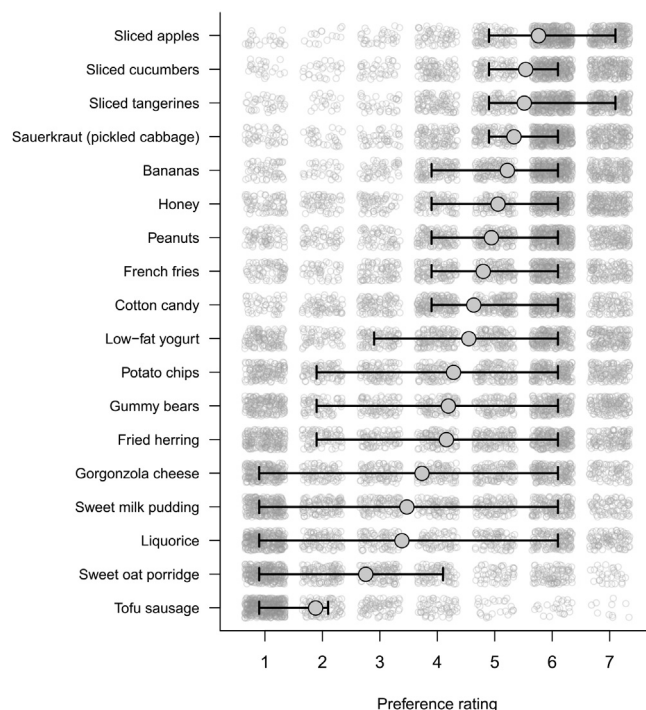 Sliced apples
Sliced cucumbers
Sliced tangerines
Sauerkraut (pickled cabbage)
Bananas
Honey
Peanuts
French fries
Cotton candy
Low−fat yogurt
Potato chips
Gummy bears
Fried herring
Gorgonzola cheese
Sweet milk pudding
Liquorice
Sweet oat porridge
Tofu sausage
1 2 3 4 5 6 7
Preference rating